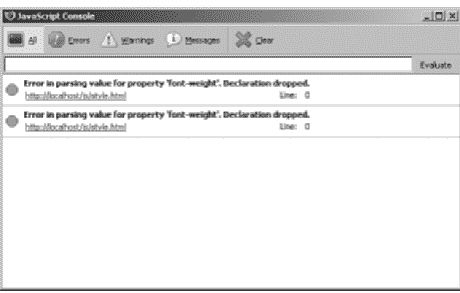 JavaScript Console
All Errors Warnings Messages Clear
Evaluate
Error in parsing value for property 'font-weight'. Declaration dropped.
http://localhost/js/style.html Line: 0
Error in parsing value for property 'font-weight'. Declaration dropped.
http://localhost/js/style.html Line: 0